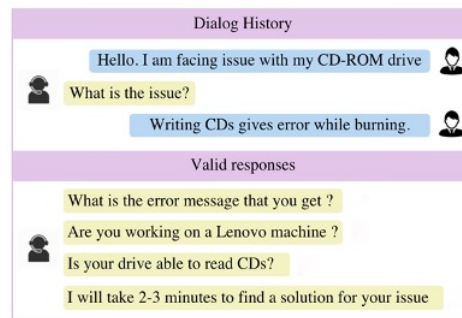 Dialog History
Hello. I am facing issue with my CD-ROM drive
What is the issue?
Writing CDs gives error while burning.
Valid responses
What is the error message that you get ?
Are you working on a Lenovo machine ?
Is your drive able to read CDs?
I will take 2-3 minutes to find a solution for your issue